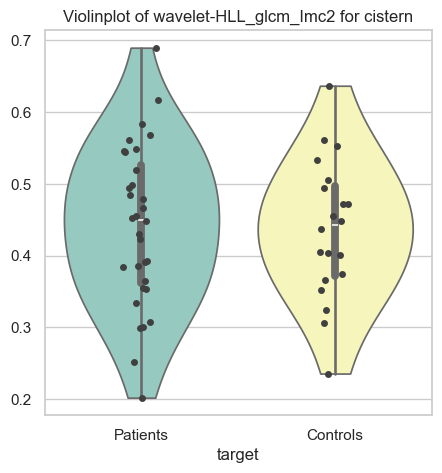 Violinplot of wavelet-HLL_glcm_Imc2 for cistern
0.7
0.6
0.5
0.4
0.3
0.2
Patients Controls
target